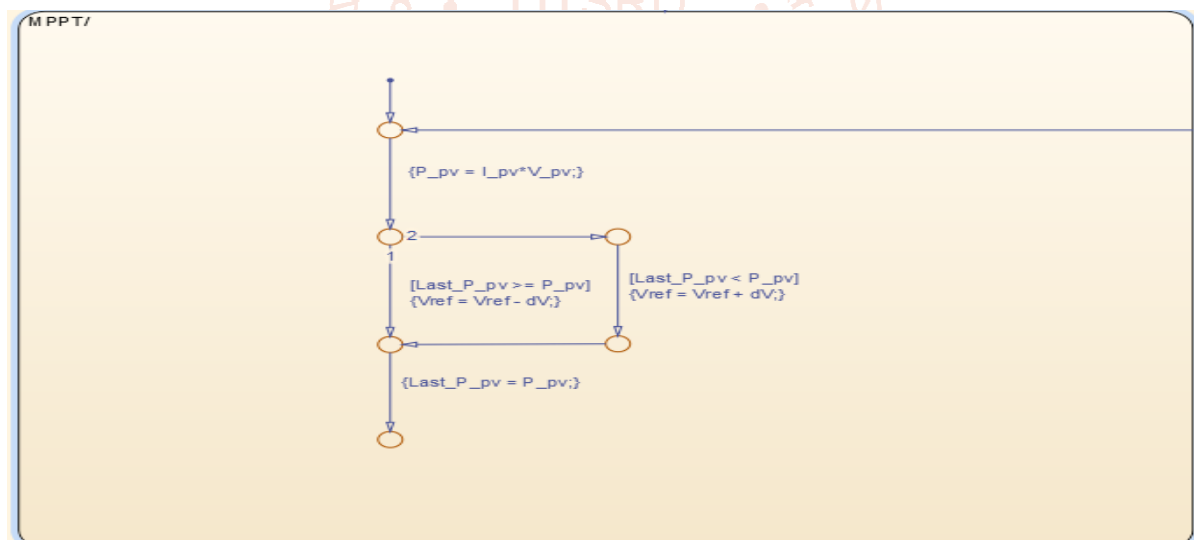 MPPT/
{P_pv = I_pv*V_pv;}
2
1
[Last_P_pv >= P_pv]
{Vref = Vref - dV;}
[Last_P_pv < P_pv]
{Vref = Vref + dV;}
{Last_P_pv = P_pv;}